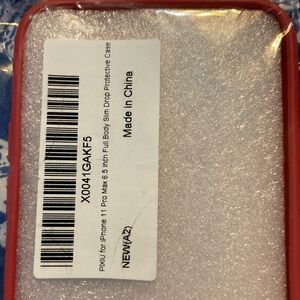 X0041GAKF5
PIXIU for iPhone 11 Pro Max 6.5 inch Full Body Slim Drop Protective Case
NEW(A2)
Made in China